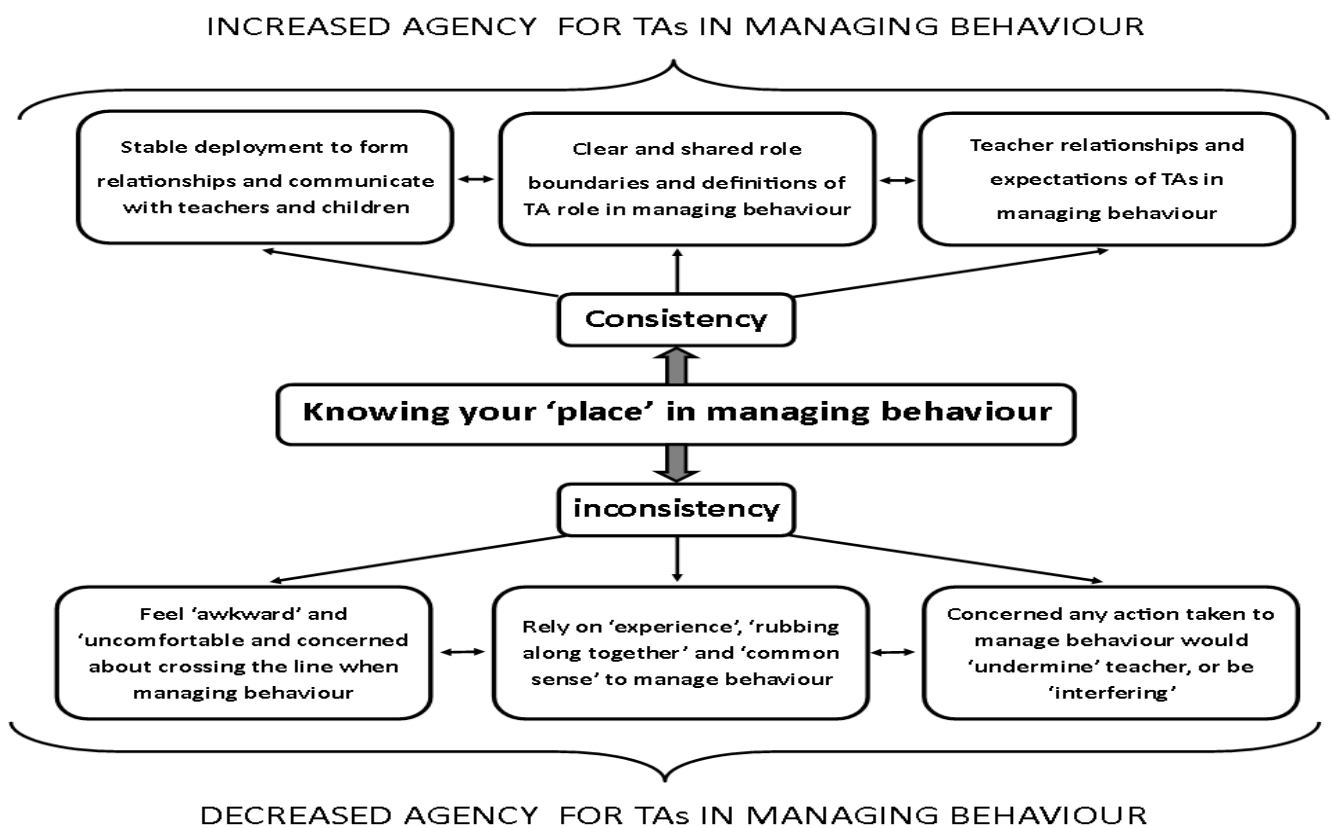 INCREASED AGENCY FOR TAs IN MANAGING BEHAVIOUR
Stable deployment to form
relationships and communicate
with teachers and children
Clear and shared role
boundaries and definitions of
TA role in managing behaviour
Teacher relationships and
expectations of TAs in
managing behaviour
Consistency
Knowing your ‘place’ in managing behaviour
inconsistency
Feel ‘awkward’ and
‘uncomfortable and concerned
about crossing the line when
managing behaviour
Rely on ‘experience’, ‘rubbing
along together’ and ‘common
sense’ to manage behaviour
Concerned any action taken to
manage behaviour would
‘undermine’ teacher, or be
‘interfering’
DECREASED AGENCY FOR TAs IN MANAGING BEHAVIOUR